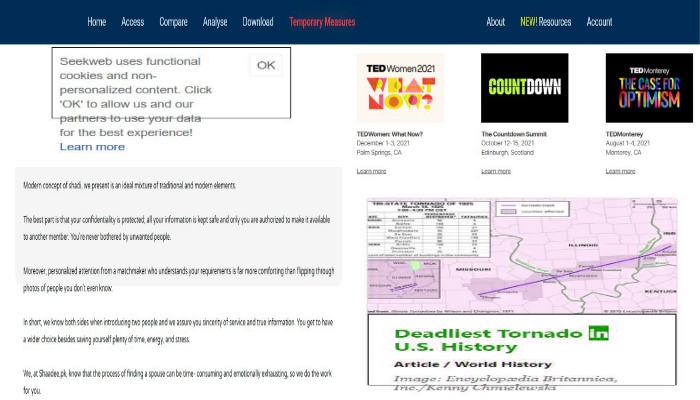 Home Access Compare Analyse Download Temporary Measures About NEW! Resources Account
Seekweb uses functional
cookies and non-
personalized content. Click
'OK' to allow us and our
partners to use your data
for the best experience!
Learn more
OK
TEDWomen2021
WHAT
NOW?
TEDWomen: What Now?
December 1-3, 2021
Palm Springs, CA
Learn more
COUNTDOWN
The Countdown Summit
October 12-15, 2021
Edinburgh, Scotland
Learn more
TEDMonterey
THE CASE FOR
OPTIMISM
TEDMonterey
August 1-4, 2021
Monterey, CA
Learn more
Modern concept of shadi, we present is an ideal mixture of traditional and modern elements.
The best part is that your confidentiality is protected; all your information is kept safe and only you are authorized to make it available
to another member. You're never bothered by unwanted people.
Moreover, personalized attention from a matchmaker who understands your requirements is far more comforting than flipping through
photos of people you don't even know.
In short, we know both sides when introducing two people and we assure you sincerity of service and true information. You get to have
a wider choice besides saving yourself plenty of time, energy, and stress.
We, at Shaadee.pk, know that the process of finding a spouse can be time- consuming and emotionally exhausting, so we do the work
for you.
TRI-STATE TORNADO OF 1925
March 18, 1925
ILLINOIS
MISSOURI
KENTUC
Deadliest Tornado in
U.S. History
Article / World History
Image: Encyclopædia Britannica,
Inc./Kenny Chmielewski